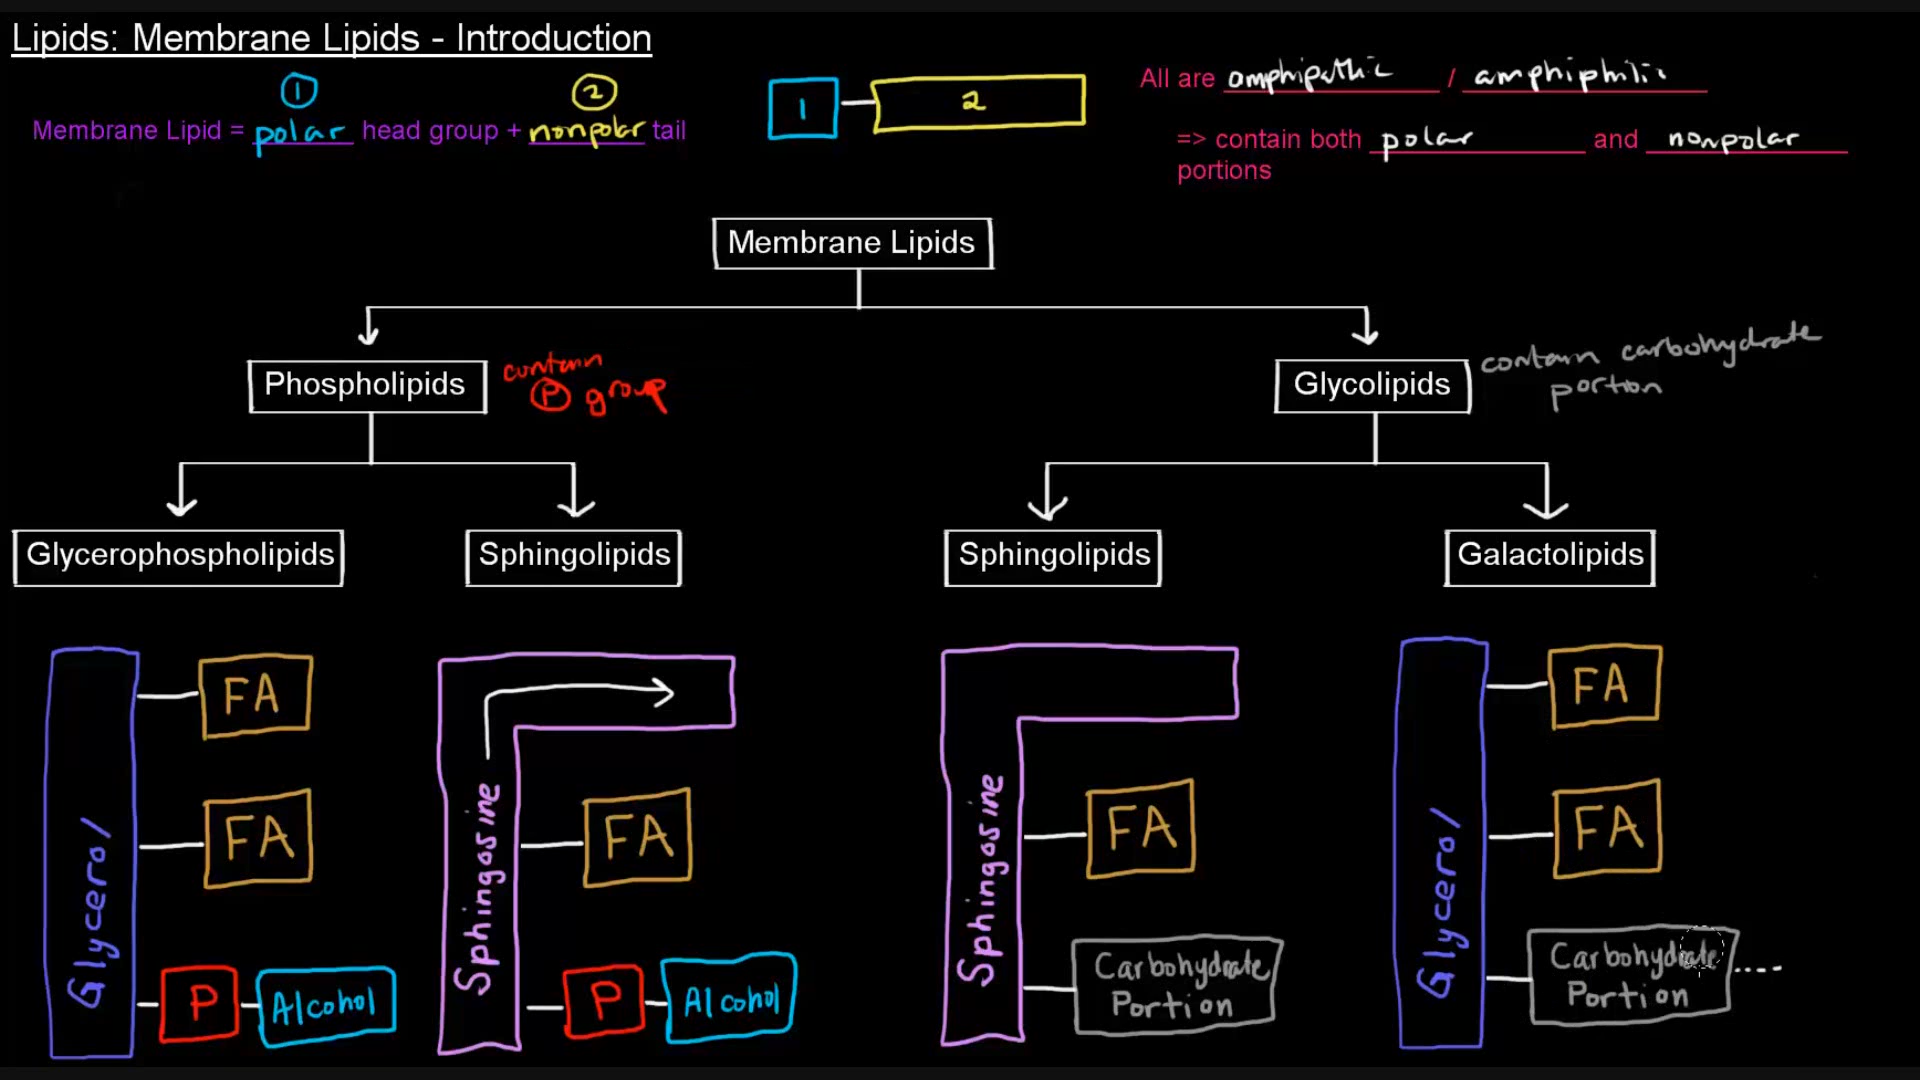 Lipids: Membrane Lipids - Introduction
1 2
Membrane Lipid = polar head group + nonpolar tail
1 2
All are amphipathic / amphiphilic
=> contain both polar and nonpolar
portions
Membrane Lipids
Phospholipids
contain
P group
Glycolipids
contain carbohydrate
portion
Glycerophospholipids
Sphingolipids
Sphingolipids
Galactolipids
Glycerol
FA
FA
P Alcohol
Sphingosine
FA
P Alcohol
Sphingosine
FA
Carbohydrate
Portion
Glycerol
FA
FA
Carbohydrate
Portion